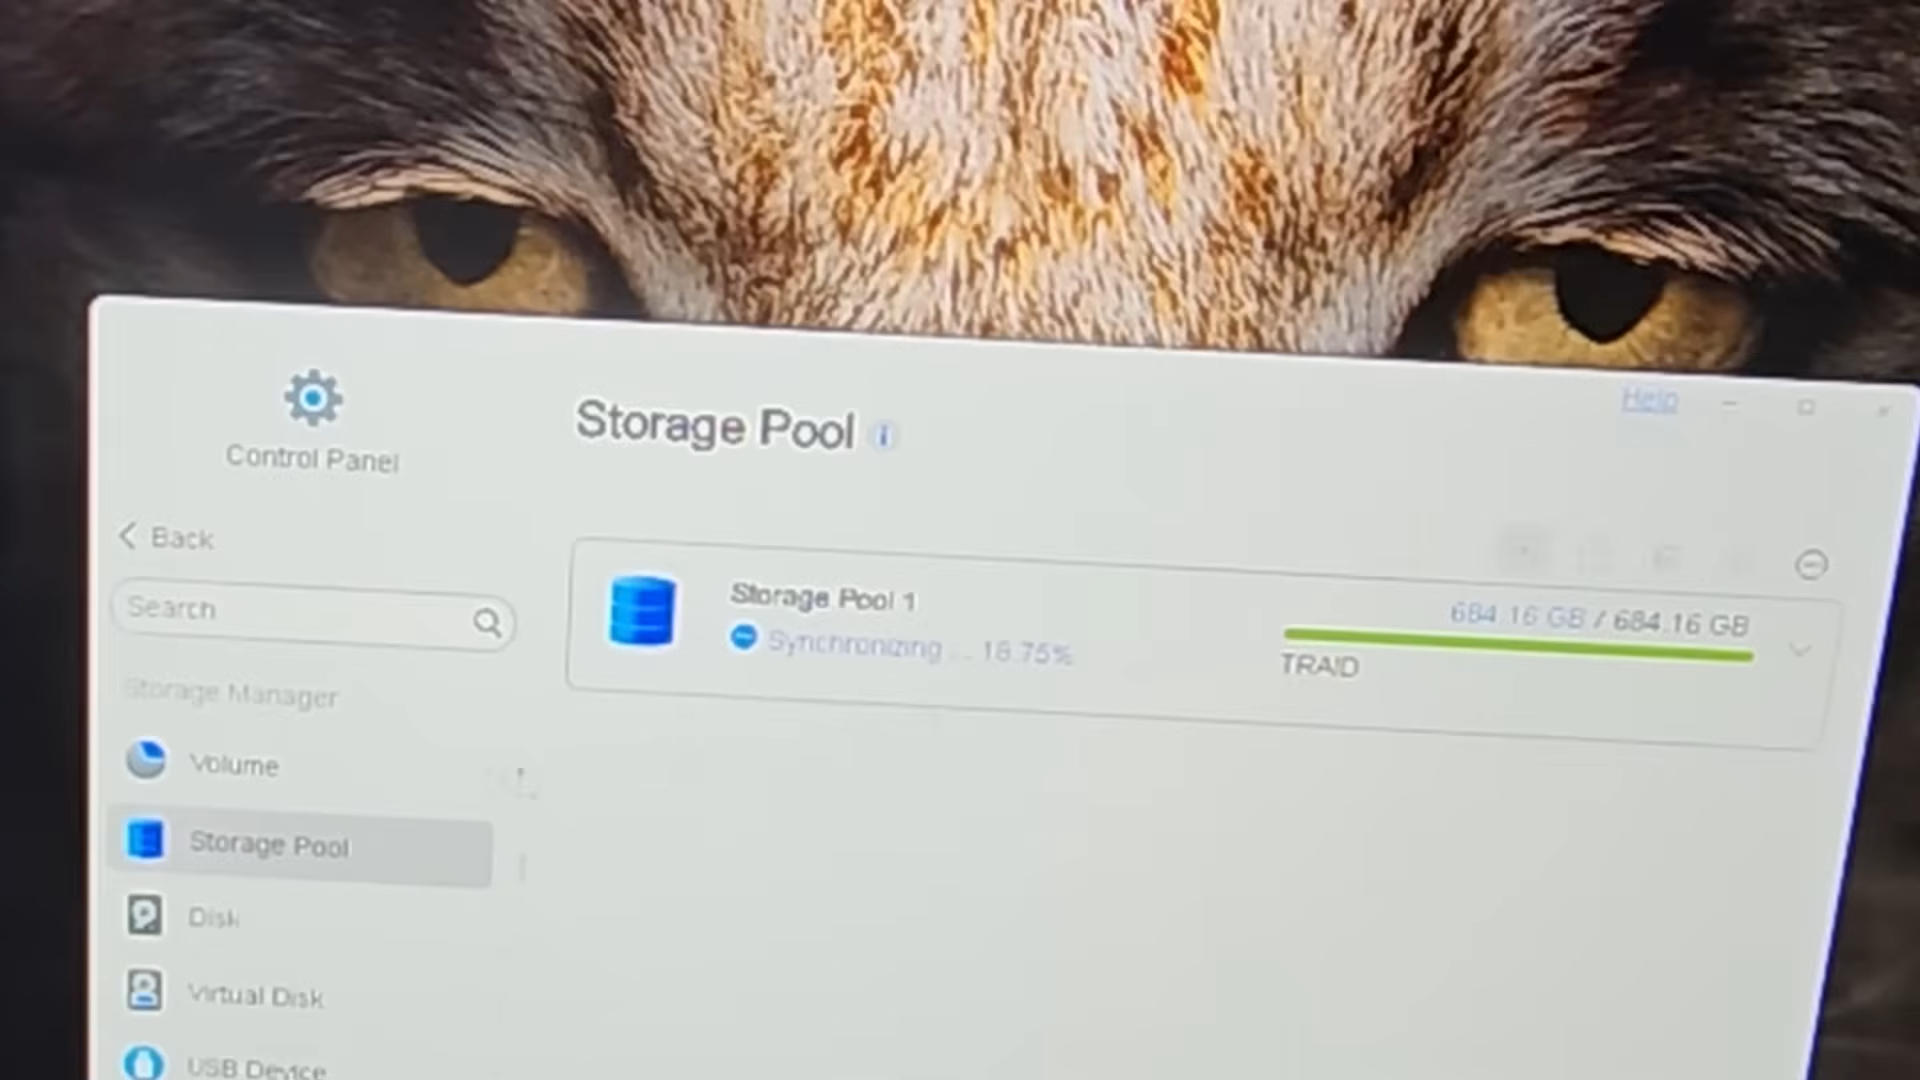 Help
Control Panel
Storage Pool
Back
Search
Storage Manager
Volume
Storage Pool
Disk
Virtual Disk
USB Device
Storage Pool 1
Synchronizing ... 18.75%
684.16 GB / 684.16 GB
TRAID